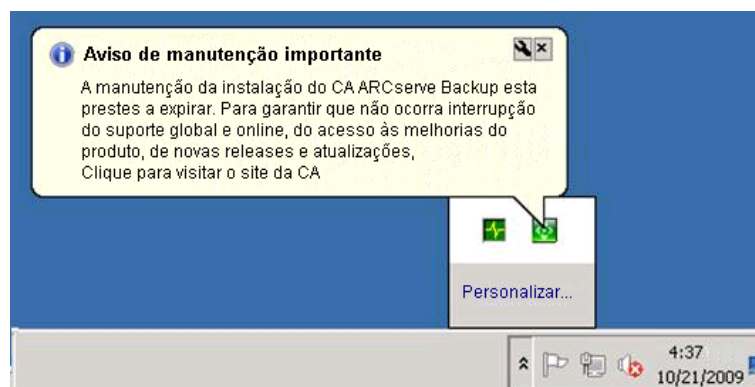 Aviso de manutenção importante
A manutenção da instalação do CA ARCserve Backup esta
prestes a expirar. Para garantir que não ocorra interrupção
do suporte global e online, do acesso às melhorias do
produto, de novas releases e atualizações,
Clique para visitar o site da CA
Personalizar...
4:37
10/21/2009